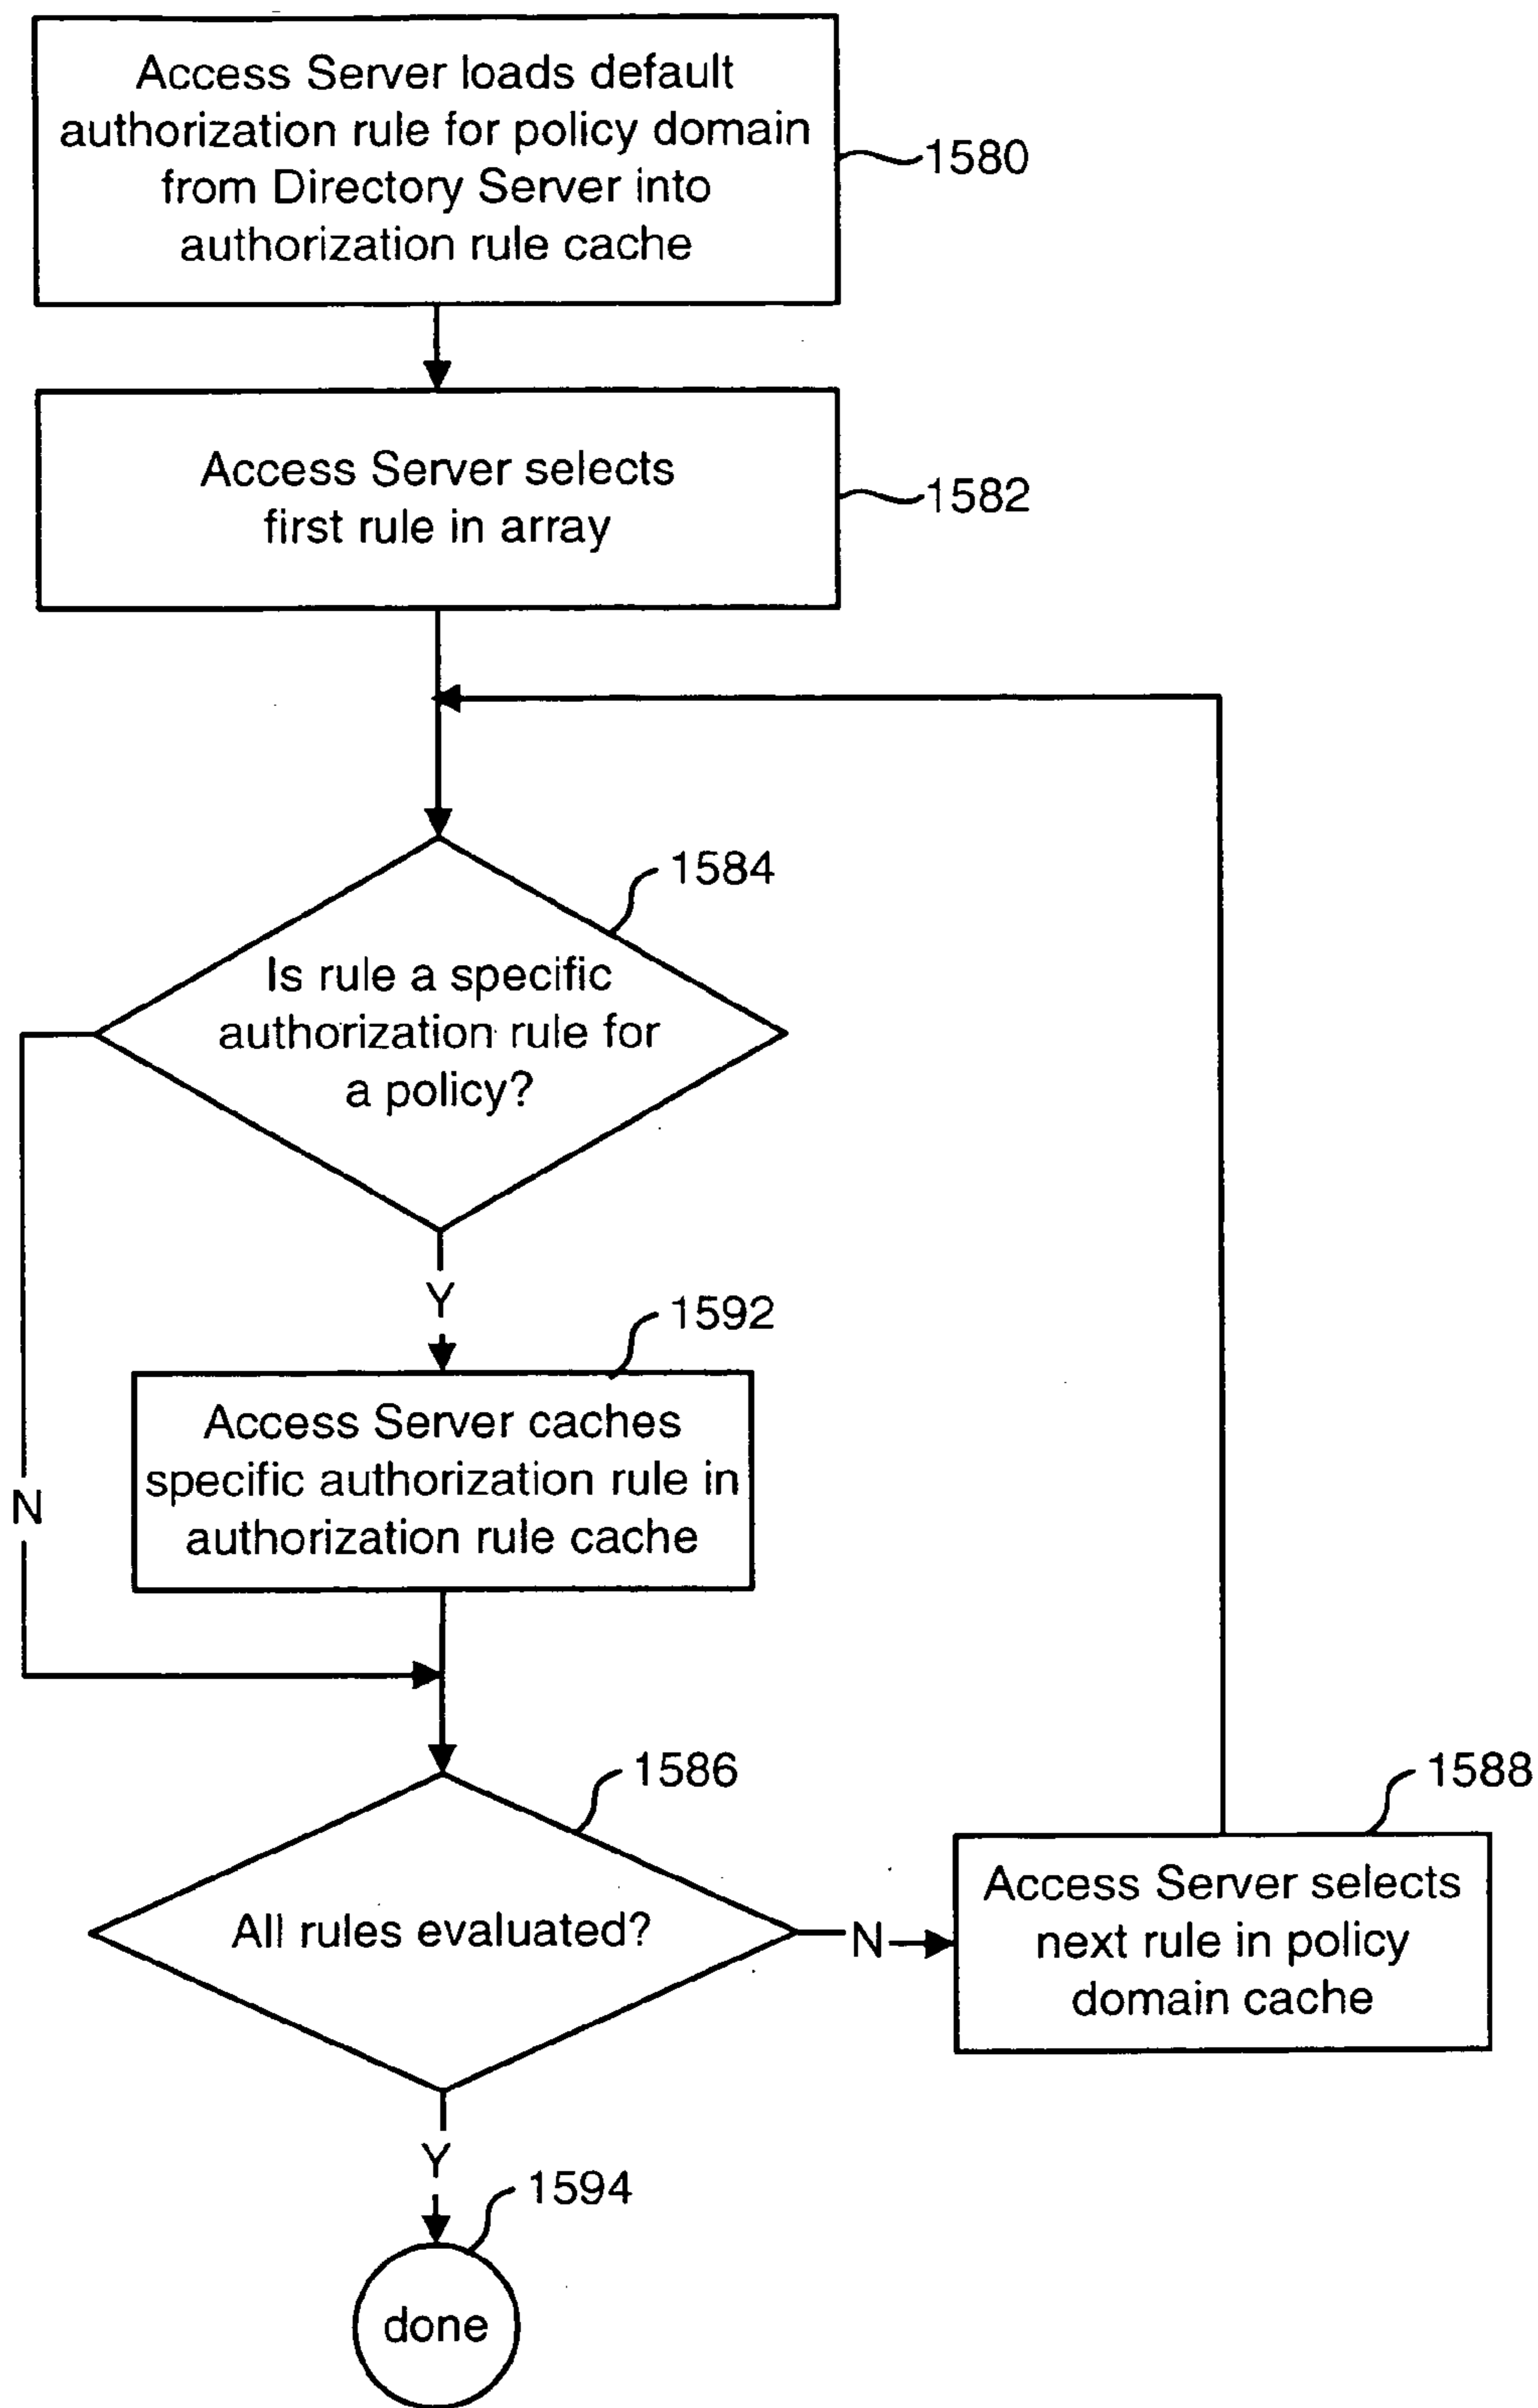 Access Server loads default
authorization rule for policy domain
from Directory Server into
authorization rule cache
1580
Access Server selects
first rule in array
1582
1584
Is rule a specific
authorization rule for
a policy?
Y
N
1592
Access Server caches
specific authorization rule in
authorization rule cache
1586
All rules evaluated?
N
1588
Access Server selects
next rule in policy
domain cache
Y
1594
done